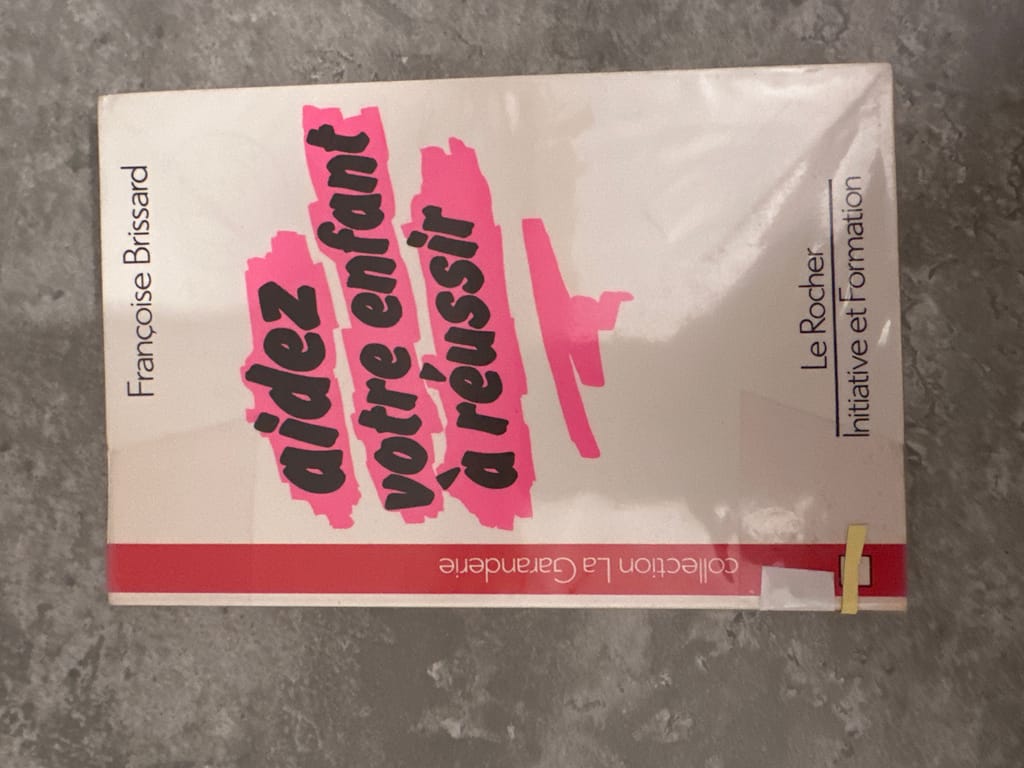 Françoise Brissard
aidez
votre enfant
à réussir
Le Rocher
Initiative et Formation
collection La Garanderie